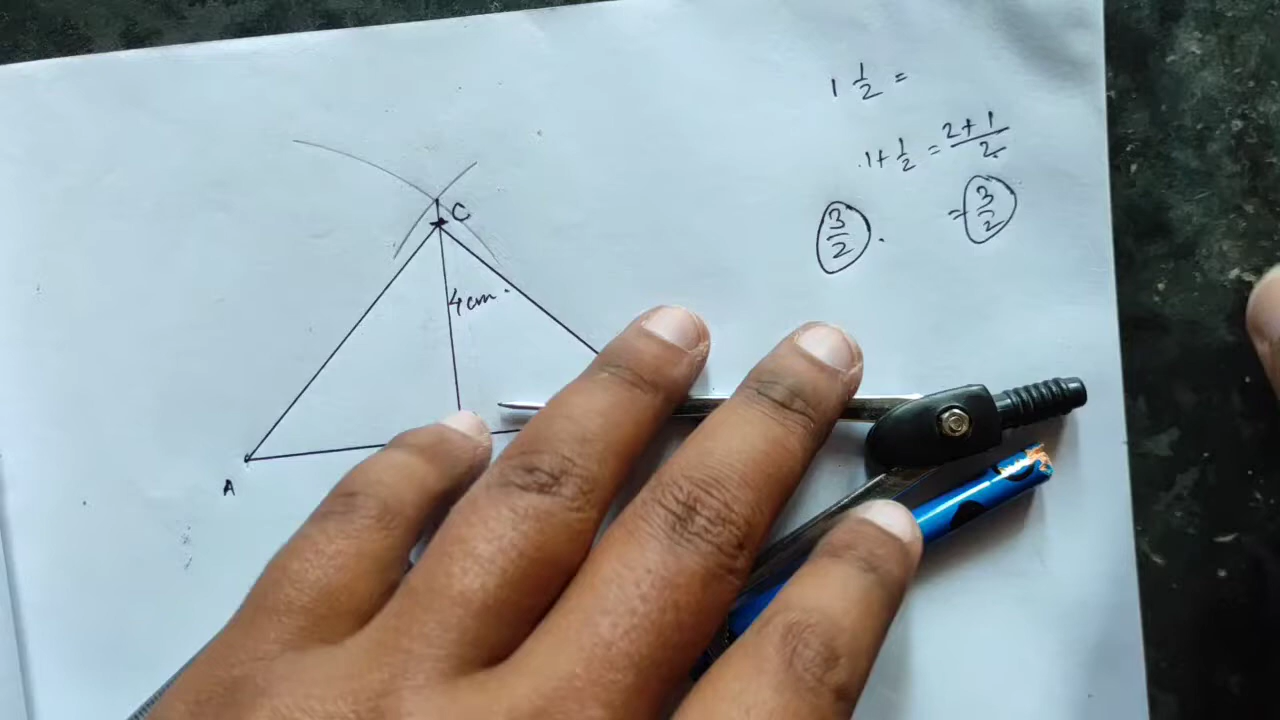 1 1/2 =
1 + 1/2 = 2+1/2
3/2 . = 3/2
C
4cm.
A